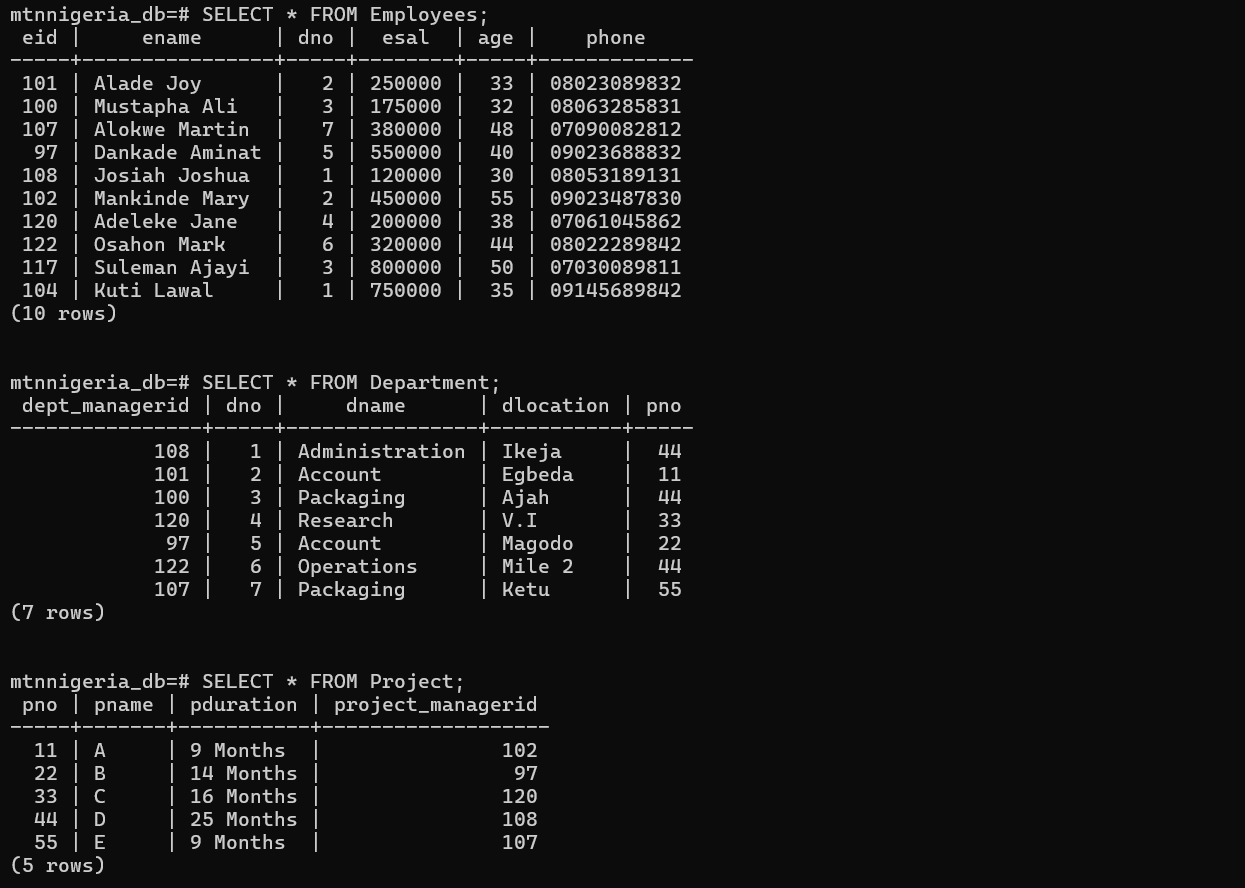 mtnnigeria_db=# SELECT * FROM Employees;
 eid |     ename      | dno |  esal  | age |    phone
-----+----------------+-----+--------+-----+-------------
 101 | Alade Joy      |   2 | 250000 |  33 | 08023089832
 100 | Mustapha Ali   |   3 | 175000 |  32 | 08063285831
 107 | Alokwe Martin  |   7 | 380000 |  48 | 07090082812
  97 | Dankade Aminat |   5 | 550000 |  40 | 09023688832
 108 | Josiah Joshua  |   1 | 120000 |  30 | 08053189131
 102 | Mankinde Mary  |   2 | 450000 |  55 | 09023487830
 120 | Adeleke Jane   |   4 | 200000 |  38 | 07061045862
 122 | Osahon Mark    |   6 | 320000 |  44 | 08022289842
 117 | Suleman Ajayi  |   3 | 800000 |  50 | 07030089811
 104 | Kuti Lawal     |   1 | 750000 |  35 | 09145689842
(10 rows)

mtnnigeria_db=# SELECT * FROM Department;
 dept_managerid | dno |     dname      | dlocation | pno
----------------+-----+----------------+-----------+-----
            108 |   1 | Administration | Ikeja     |  44
            101 |   2 | Account        | Egbeda    |  11
            100 |   3 | Packaging      | Ajah      |  44
            120 |   4 | Research       | V.I       |  33
             97 |   5 | Account        | Magodo    |  22
            122 |   6 | Operations     | Mile 2    |  44
            107 |   7 | Packaging      | Ketu      |  55
(7 rows)

mtnnigeria_db=# SELECT * FROM Project;
 pno | pname | pduration | project_managerid
-----+-------+-----------+-------------------
  11 | A     | 9 Months  |               102
  22 | B     | 14 Months |                97
  33 | C     | 16 Months |               120
  44 | D     | 25 Months |               108
  55 | E     | 9 Months  |               107
(5 rows)